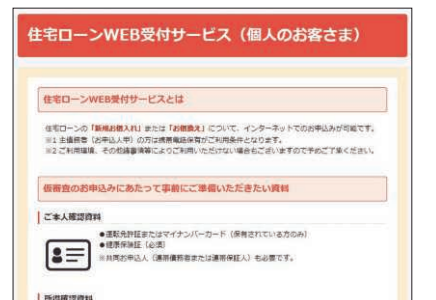 住宅ローンWEB受付サービス（個人のお客さま）
住宅ローンWEB受付サービスとは
住宅ローンの「新規お借入れ」または「お借換え」について、インターネットでのお申込みが可能です。
※1 主債務者（お申込人甲）の方は携帯電話保有がご利用条件となります。
※2 ご利用環境、その他諸事情等によりご利用いただけない場合もございますので予めご了承ください。
仮審査のお申込みにあたって事前にご準備いただきたい資料
ご本人確認資料
●運転免許証またはマイナンバーカード（保有されている方のみ）
●健康保険証（必須）
※共同お申込人（連帯債務者または連帯保証人）も必要です。
所得確認資料